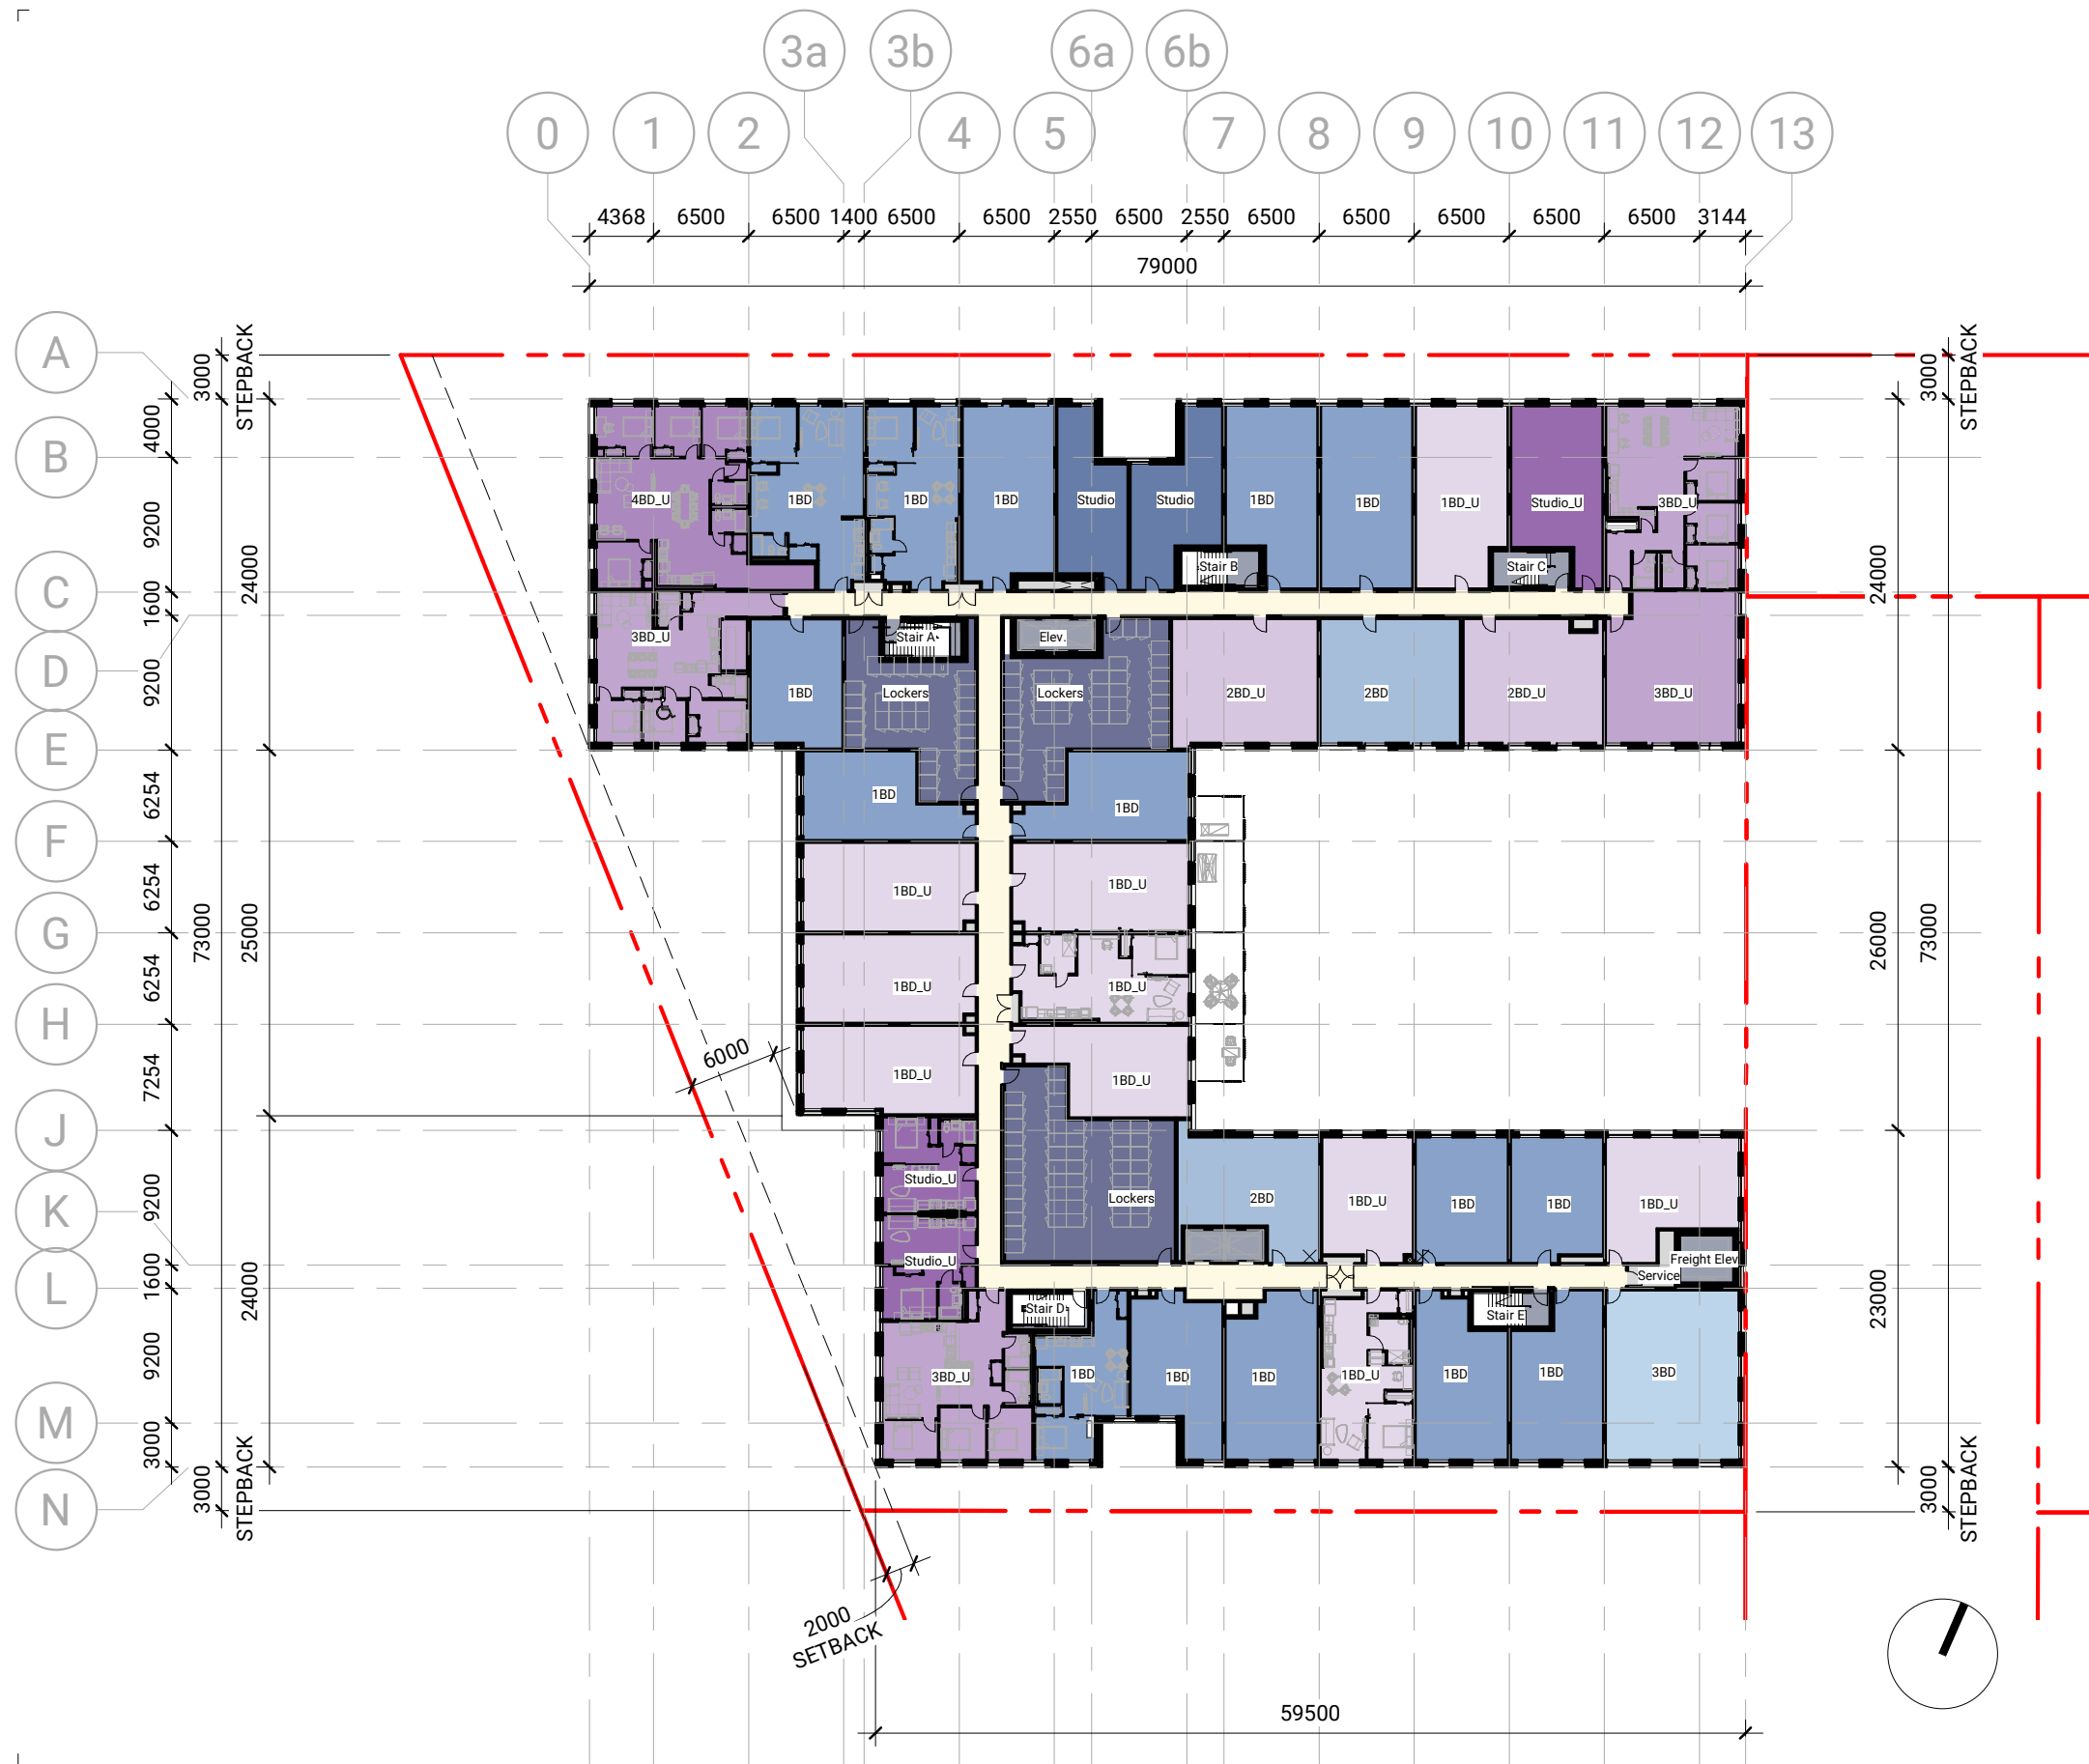 3a 3b 6a 6b
0 1 2 4 5 7 8 9 10 11 12 13
4368 6500 6500 1400 6500 6500 2550 6500 2550 6500 6500 6500 6500 6500 3144
79000
A
B
C
D
E
F
G
H
J
K
L
M
N
3000
STEPBACK
4000
9200
1600
9200
24000
6254
6254
6254
7254
73000
25000
9200
1600
9200
3000
24000
3000
STEPBACK
3000
STEPBACK
24000
26000
73000
23000
3000
STEPBACK
4BD_U
1BD
1BD
1BD
Studio
Studio
1BD
1BD
1BD_U
Studio_U
3BD_U
Stair B
Stair C
3BD_U
Stair A
Elev.
1BD
Lockers
Lockers
2BD_U
2BD
2BD_U
3BD_U
1BD
1BD
1BD_U
1BD_U
1BD_U
1BD_U
1BD_U
1BD_U
6000
Studio_U
Lockers
2BD
1BD_U
1BD
1BD
1BD_U
Studio_U
Freight Elev
Service
Stair D
Stair E
3BD_U
1BD
1BD
1BD
1BD_U
1BD
1BD
3BD
2000
SETBACK
59500